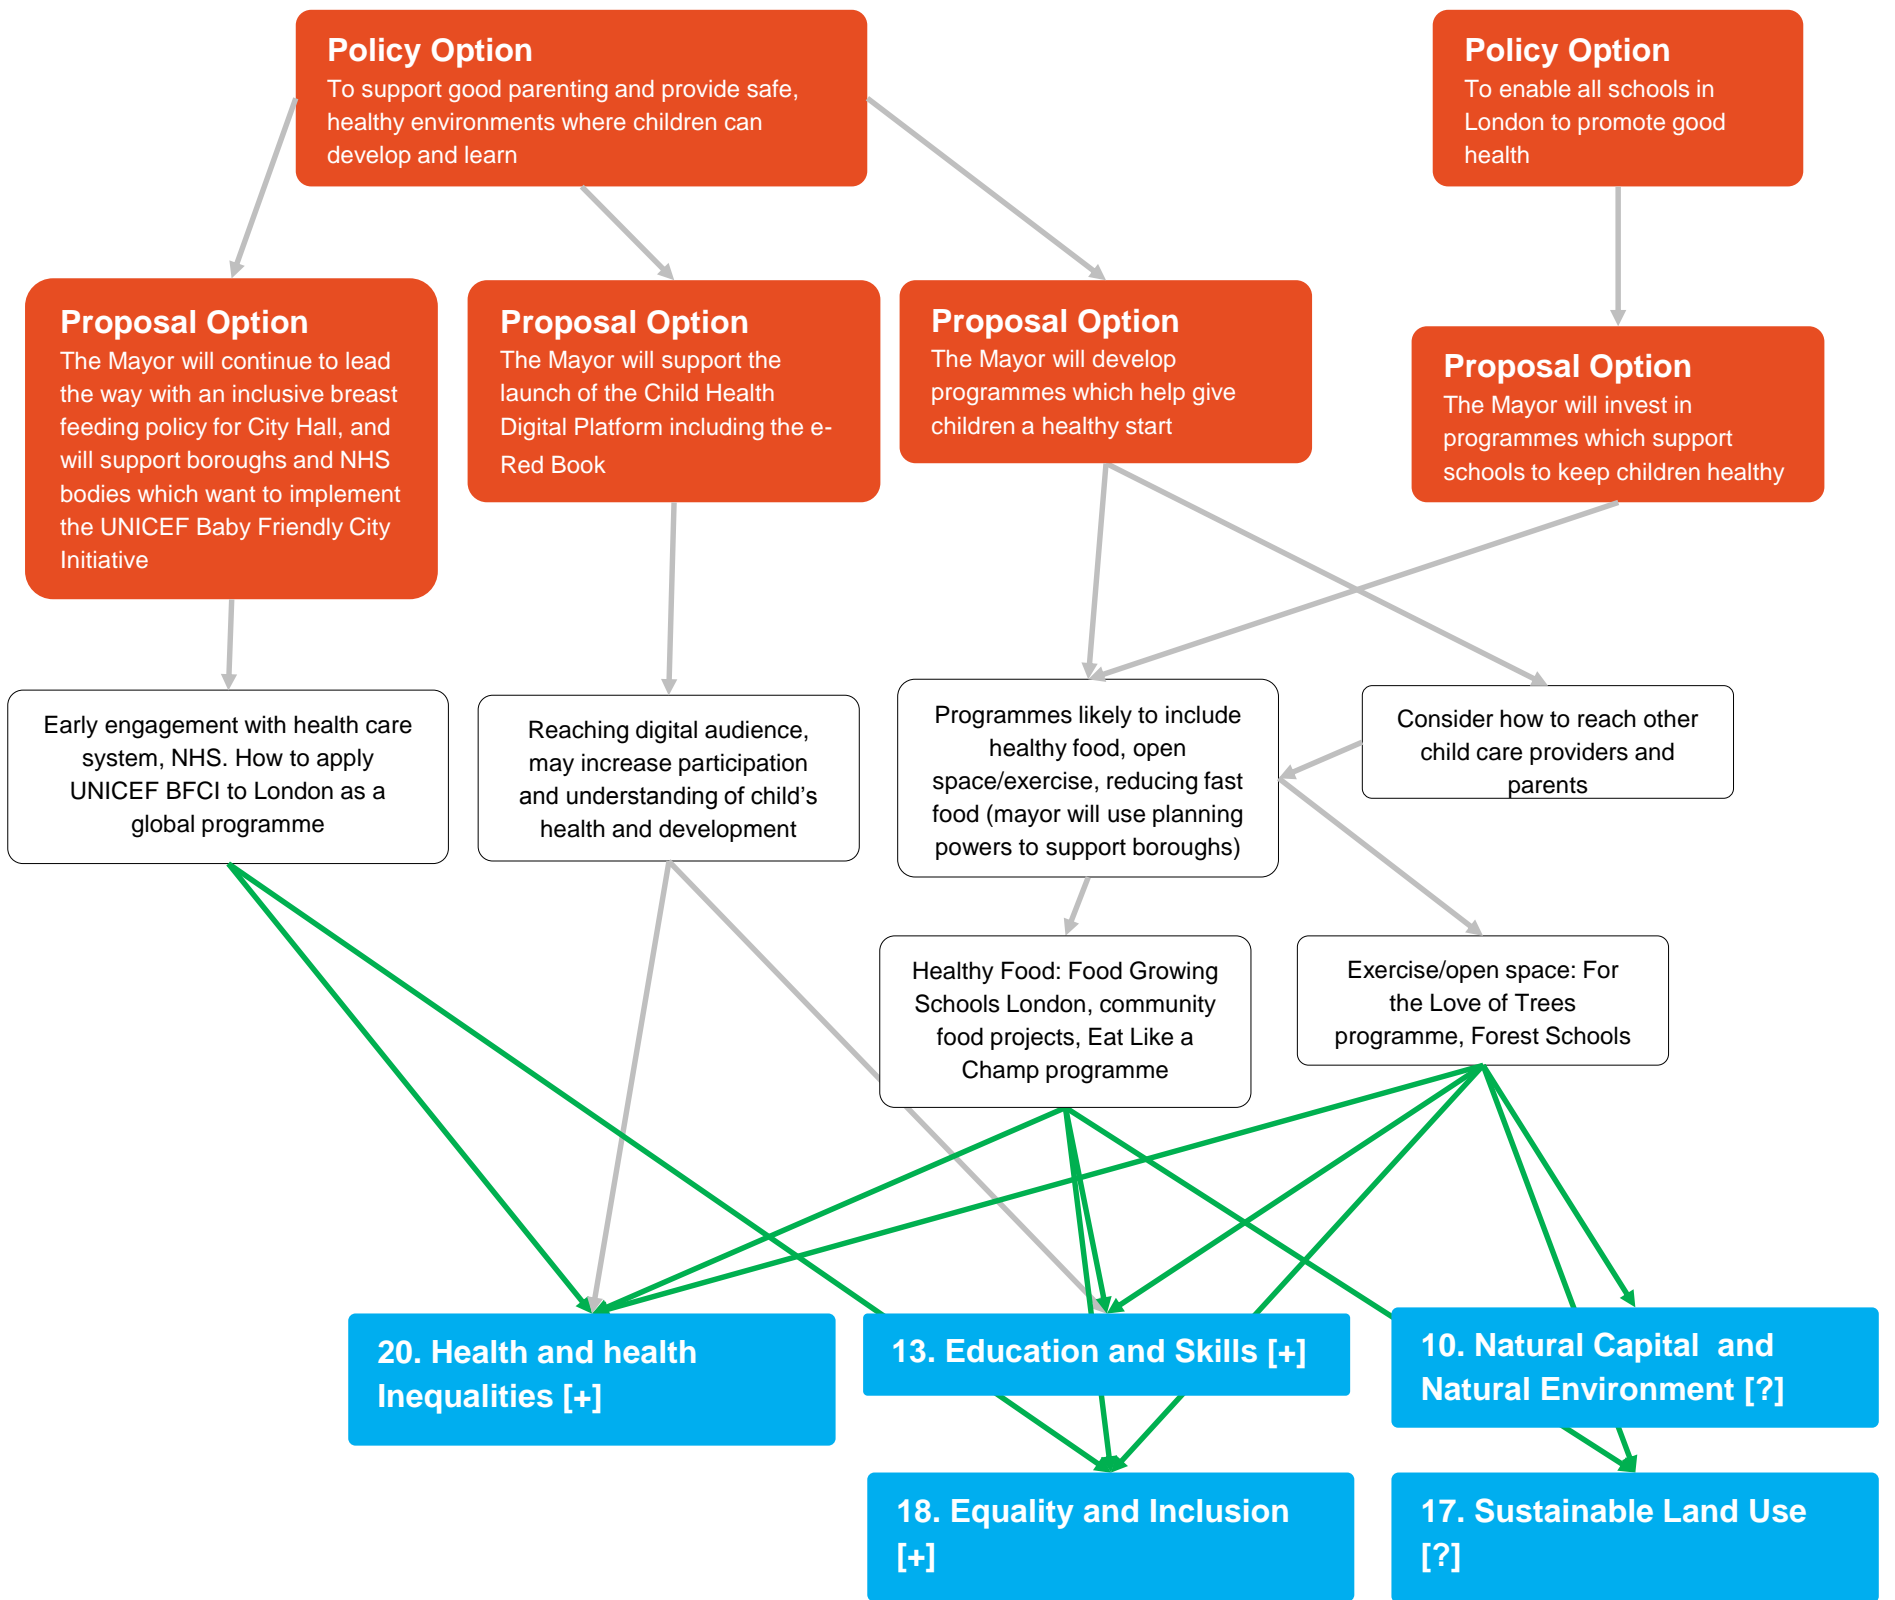 Policy Option
To support good parenting and provide safe,
healthy environments where children can
develop and learn
Policy Option
To enable all schools in
London to promote good
health
Proposal Option
The Mayor will continue to lead
the way with an inclusive breast
feeding policy for City Hall, and
will support boroughs and NHS
bodies which want to implement
the UNICEF Baby Friendly City
Initiative
Proposal Option
The Mayor will support the
launch of the Child Health
Digital Platform including the e-
Red Book
Proposal Option
The Mayor will develop
programmes which help give
children a healthy start
Proposal Option
The Mayor will invest in
programmes which support
schools to keep children healthy
Early engagement with health care
system, NHS. How to apply
UNICEF BFCI to London as a
global programme
Reaching digital audience,
may increase participation
and understanding of child’s
health and development
Programmes likely to include
healthy food, open
space/exercise, reducing fast
food (mayor will use planning
powers to support boroughs)
Consider how to reach other
child care providers and
parents
Healthy Food: Food Growing
Schools London, community
food projects, Eat Like a
Champ programme
Exercise/open space: For
the Love of Trees
programme, Forest Schools
20. Health and health
Inequalities [+]
13. Education and Skills [+]
10. Natural Capital  and
Natural Environment [?]
18. Equality and Inclusion
[+]
17. Sustainable Land Use
[?]